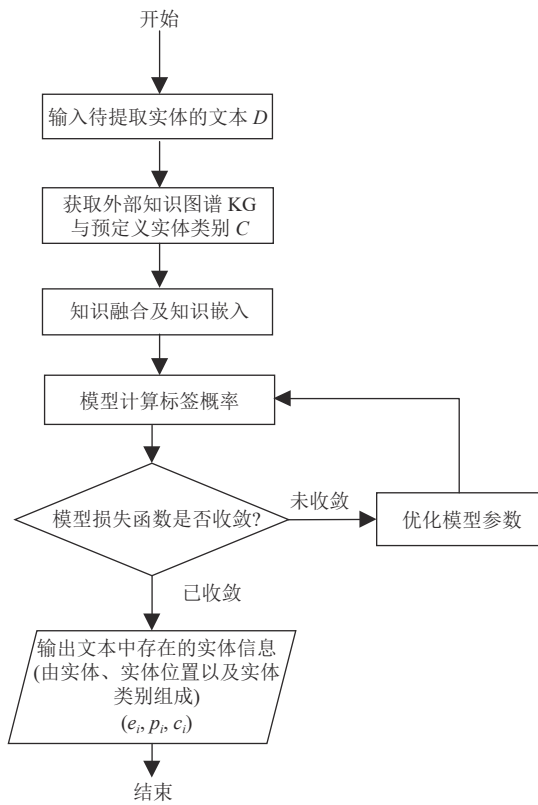 开始
输入待提取实体的文本 D
获取外部知识图谱 KG
与预定义实体类别 C
知识融合及知识嵌入
模型计算标签概率
模型损失函数是否收敛?
未收敛
优化模型参数
已收敛
输出文本中存在的实体信息
(由实体、实体位置以及实体
类别组成)
(eᵢ, pᵢ, cᵢ)
结束